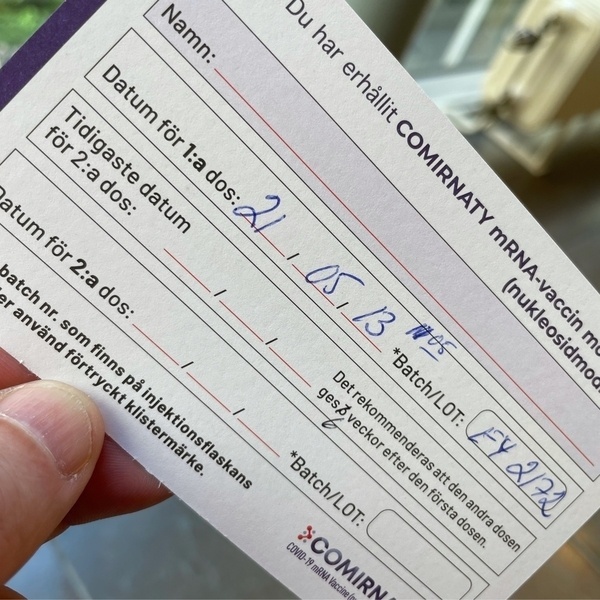 Du har erhållit COMIRNATY mRNA-vaccin
(nukleosidmod
Namn:
Datum för 1:a dos: 21, 05, 13
*Batch/LOT: EY 2172
Tidigaste datum
för 2:a dos: / /
Det rekommenderas att den andra dosen
ges 6 veckor efter den första dosen.
Datum för 2:a dos: / /
*Batch/LOT:
batch nr. som finns på injektionsflaskans
er använd förtryckt klistermärke.
COMIRN
COVID-19 mRNA Vaccine